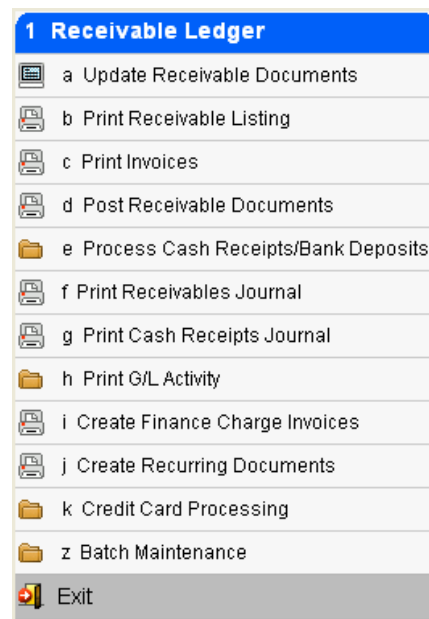 1 Receivable Ledger
a Update Receivable Documents
b Print Receivable Listing
c Print Invoices
d Post Receivable Documents
e Process Cash Receipts/Bank Deposits
f Print Receivables Journal
g Print Cash Receipts Journal
h Print G/L Activity
i Create Finance Charge Invoices
j Create Recurring Documents
k Credit Card Processing
z Batch Maintenance
Exit